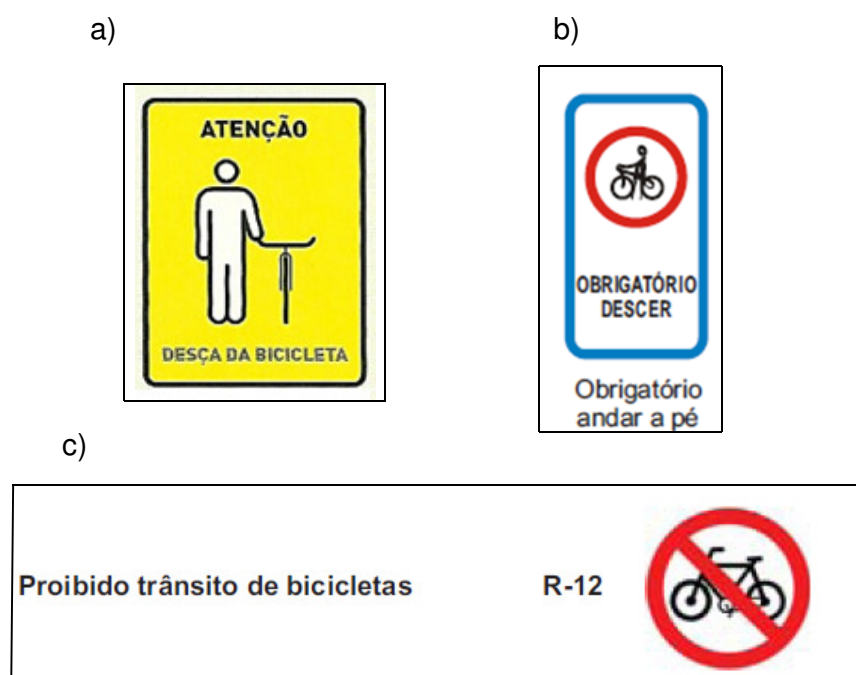 a)
b)
ATENÇÃO
DESÇA DA BICICLETA
OBRIGATÓRIO
DESCER
Obrigatório
andar a pé
c)
Proibido trânsito de bicicletas R-12